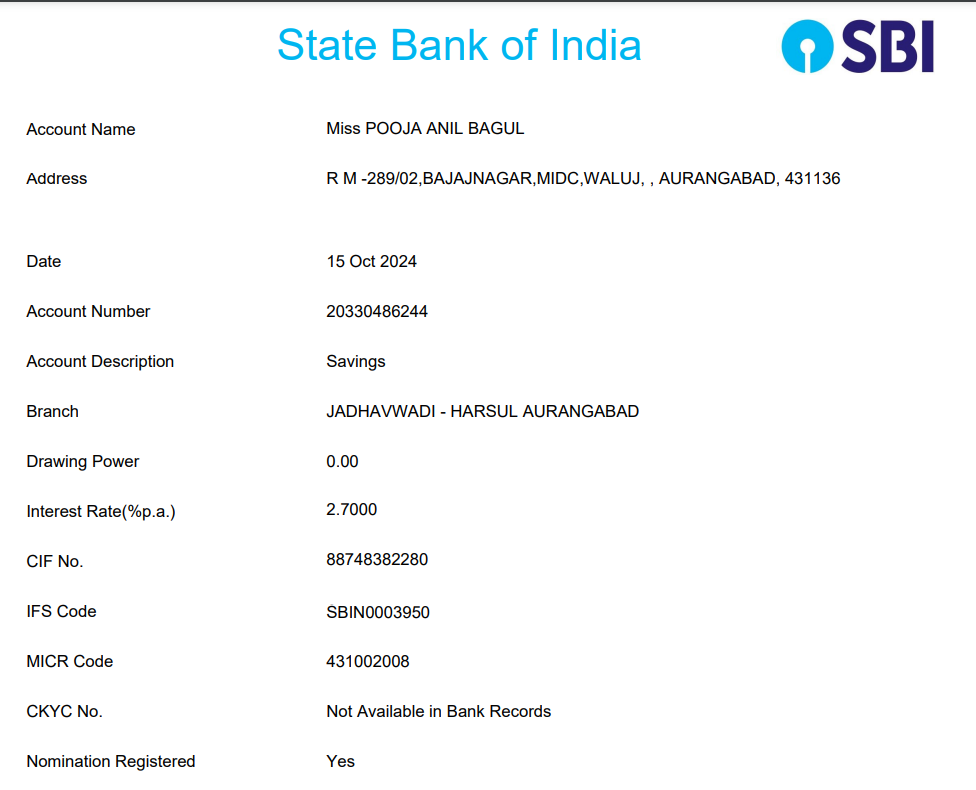 State Bank of India
SBI
Account Name Miss POOJA ANIL BAGUL
Address R M -289/02,BAJAJNAGAR,MIDC,WALUJ, , AURANGABAD, 431136
Date 15 Oct 2024
Account Number 20330486244
Account Description Savings
Branch JADHAVWADI - HARSUL AURANGABAD
Drawing Power 0.00
Interest Rate(%p.a.) 2.7000
CIF No. 88748382280
IFS Code SBIN0003950
MICR Code 431002008
CKYC No. Not Available in Bank Records
Nomination Registered Yes